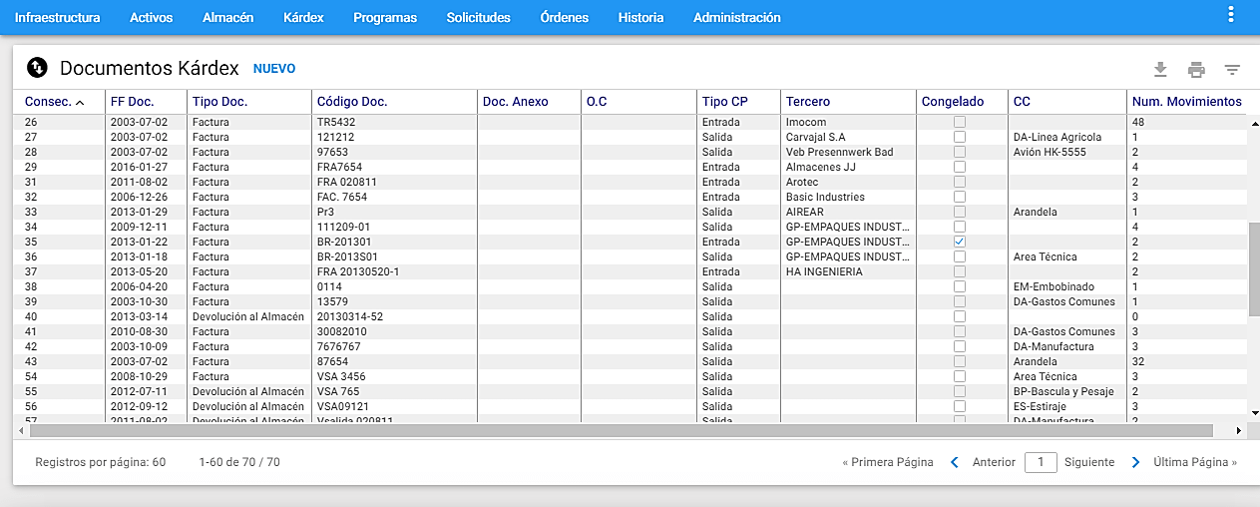 Infraestructura Activos Almacén Kárdex Programas Solicitudes Órdenes Historia Administración
Documentos Kárdex NUEVO
Consec. FF Doc. Tipo Doc. Código Doc. Doc. Anexo O.C Tipo CP Tercero Congelado CC Num. Movimientos
26 2003-07-02 Factura TR5432 Entrada Imocom 48
27 2003-07-02 Factura 121212 Salida Carvajal S.A DA-Linea Agricola 1
28 2003-07-02 Factura 97653 Salida Veb Presennwerk Bad Avión HK-5555 2
29 2016-01-27 Factura FRA7654 Entrada Almacenes JJ 4
31 2011-08-02 Factura FRA 020811 Entrada Arotec 2
32 2006-12-26 Factura FAC. 7654 Entrada Basic Industries 3
33 2013-01-29 Factura Pr3 Salida AIREAR Arandela 1
34 2009-12-11 Factura 111209-01 Salida GP-EMPAQUES INDUST... 4
35 2013-01-22 Factura BR-201301 Entrada GP-EMPAQUES INDUST... 2
36 2013-01-18 Factura BR-2013S01 Salida GP-EMPAQUES INDUST... Area Técnica 2
37 2013-05-20 Factura FRA 20130520-1 Entrada HA INGENIERIA 2
38 2006-04-20 Factura 0114 Salida EM-Embobinado 1
39 2003-10-30 Factura 13579 Salida DA-Gastos Comunes 1
40 2013-03-14 Devolución al Almacén 20130314-52 Salida 0
41 2010-08-30 Factura 30082010 Salida DA-Gastos Comunes 3
42 2003-10-09 Factura 7676767 Salida DA-Manufactura 3
43 2003-07-02 Factura 87654 Salida Arandela 32
54 2008-10-29 Factura VSA 3456 Salida Area Técnica 3
55 2012-07-11 Devolución al Almacén VSA 765 Salida BP-Bascula y Pesaje 2
56 2012-09-12 Devolución al Almacén VSA09121 Salida ES-Estiraje 3
57 2011-08-02 Devolución al Almacén Vsalida 020811 Salida DA-Manufactura 2
Registros por página: 60 1-60 de 70 / 70 « Primera Página Anterior 1 Siguiente Última Página »